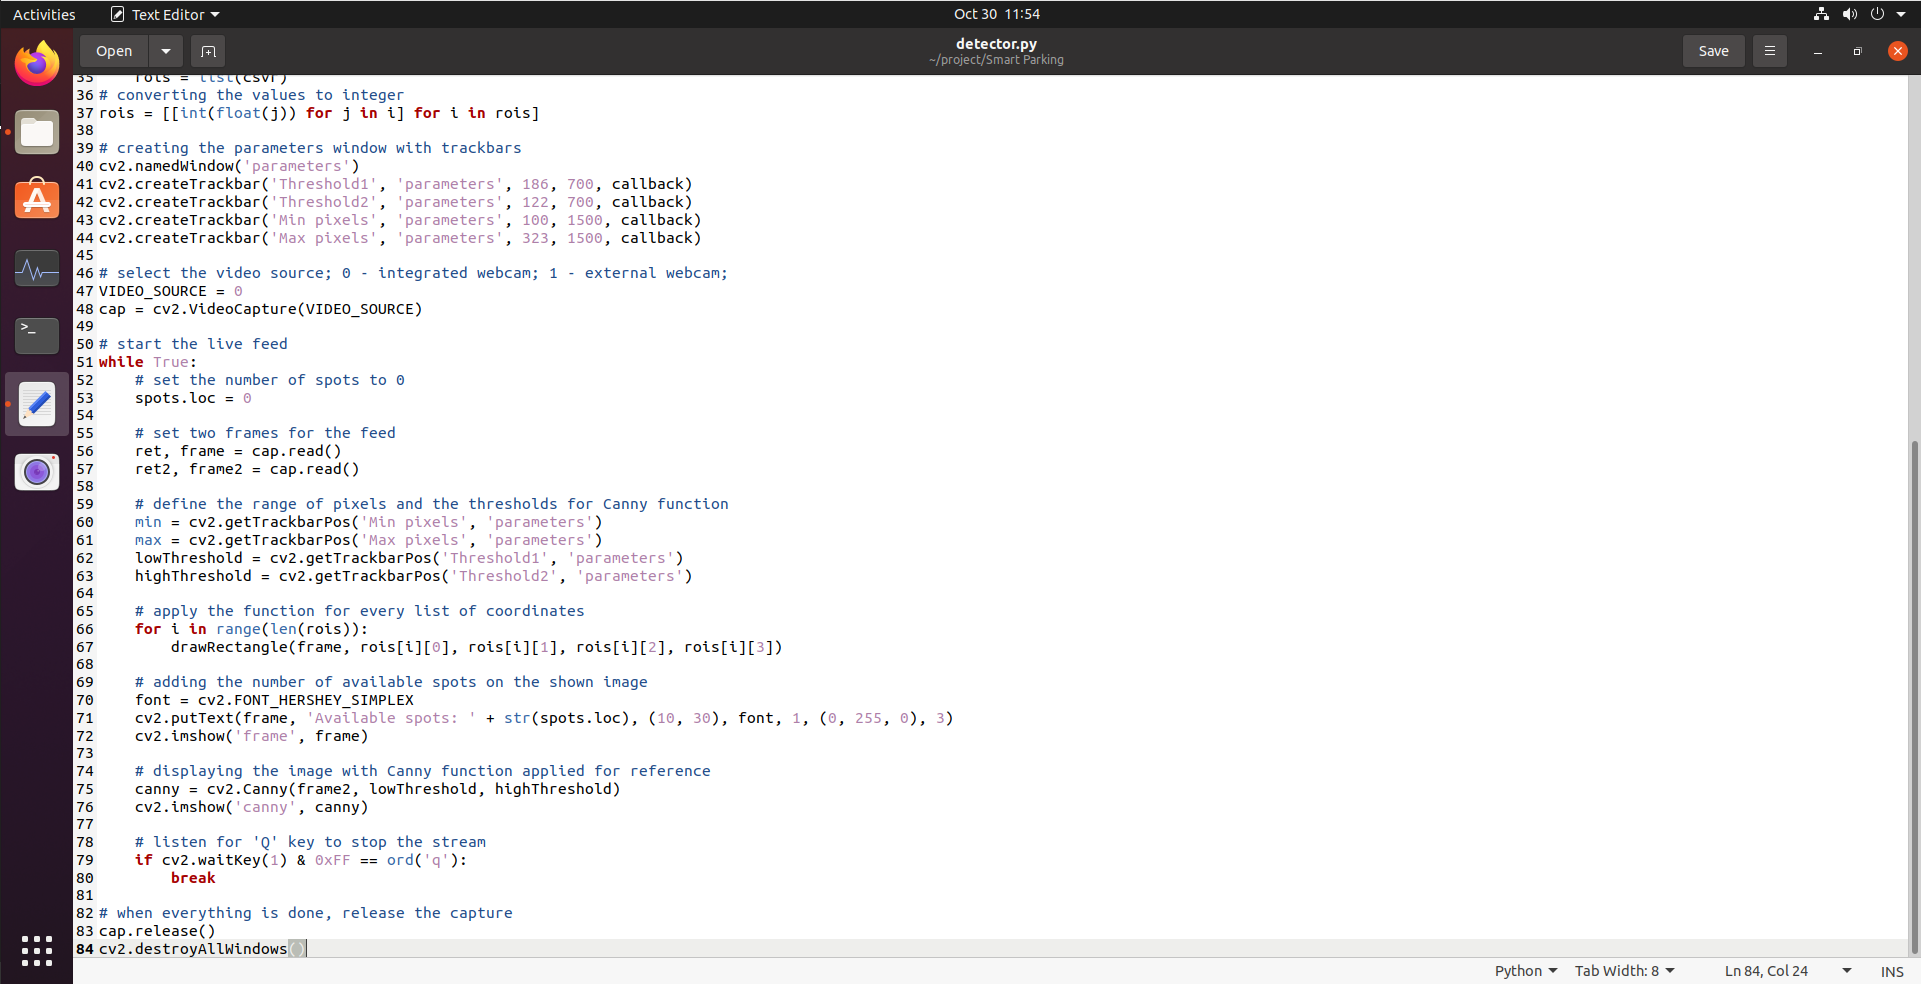 Activities Text Editor Oct 30 11:54
Open detector.py Save
~/project/Smart Parking
35     rois = list(csvr)
36 # converting the values to integer
37 rois = [[int(float(j)) for j in i] for i in rois]
38
39 # creating the parameters window with trackbars
40 cv2.namedWindow('parameters')
41 cv2.createTrackbar('Threshold1', 'parameters', 186, 700, callback)
42 cv2.createTrackbar('Threshold2', 'parameters', 122, 700, callback)
43 cv2.createTrackbar('Min pixels', 'parameters', 100, 1500, callback)
44 cv2.createTrackbar('Max pixels', 'parameters', 323, 1500, callback)
45
46 # select the video source; 0 - integrated webcam; 1 - external webcam;
47 VIDEO_SOURCE = 0
48 cap = cv2.VideoCapture(VIDEO_SOURCE)
49
50 # start the live feed
51 while True:
52     # set the number of spots to 0
53     spots.loc = 0
54
55     # set two frames for the feed
56     ret, frame = cap.read()
57     ret2, frame2 = cap.read()
58
59     # define the range of pixels and the thresholds for Canny function
60     min = cv2.getTrackbarPos('Min pixels', 'parameters')
61     max = cv2.getTrackbarPos('Max pixels', 'parameters')
62     lowThreshold = cv2.getTrackbarPos('Threshold1', 'parameters')
63     highThreshold = cv2.getTrackbarPos('Threshold2', 'parameters')
64
65     # apply the function for every list of coordinates
66     for i in range(len(rois)):
67         drawRectangle(frame, rois[i][0], rois[i][1], rois[i][2], rois[i][3])
68
69     # adding the number of available spots on the shown image
70     font = cv2.FONT_HERSHEY_SIMPLEX
71     cv2.putText(frame, 'Available spots: ' + str(spots.loc), (10, 30), font, 1, (0, 255, 0), 3)
72     cv2.imshow('frame', frame)
73
74     # displaying the image with Canny function applied for reference
75     canny = cv2.Canny(frame2, lowThreshold, highThreshold)
76     cv2.imshow('canny', canny)
77
78     # listen for 'Q' key to stop the stream
79     if cv2.waitKey(1) & 0xFF == ord('q'):
80         break
81
82 # when everything is done, release the capture
83 cap.release()
84 cv2.destroyAllWindows()
Python Tab Width: 8 Ln 84, Col 24 INS